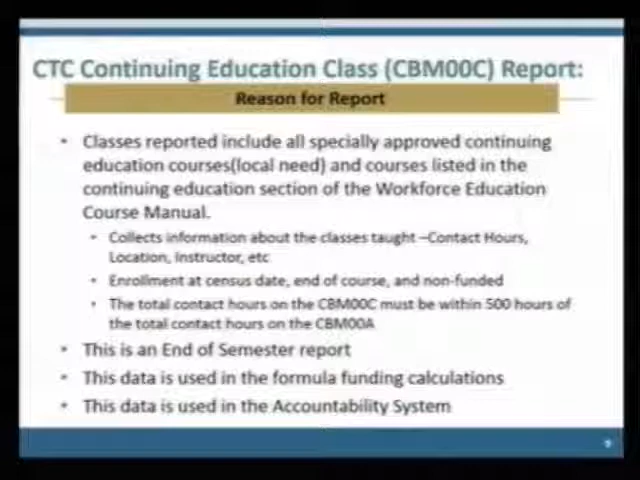 CTC Continuing Education Class (CBM00C) Report:
Reason for Report
• Classes reported include all specially approved continuing
education courses(local need) and courses listed in the
continuing education section of the Workforce Education
Course Manual.
• Collects information about the classes taught –Contact Hours,
Location, Instructor, etc
• Enrollment at census date, end of course, and non-funded
• The total contact hours on the CBM00C must be within 500 hours of
the total contact hours on the CBM00A
• This is an End of Semester report
• This data is used in the formula funding calculations
• This data is used in the Accountability System